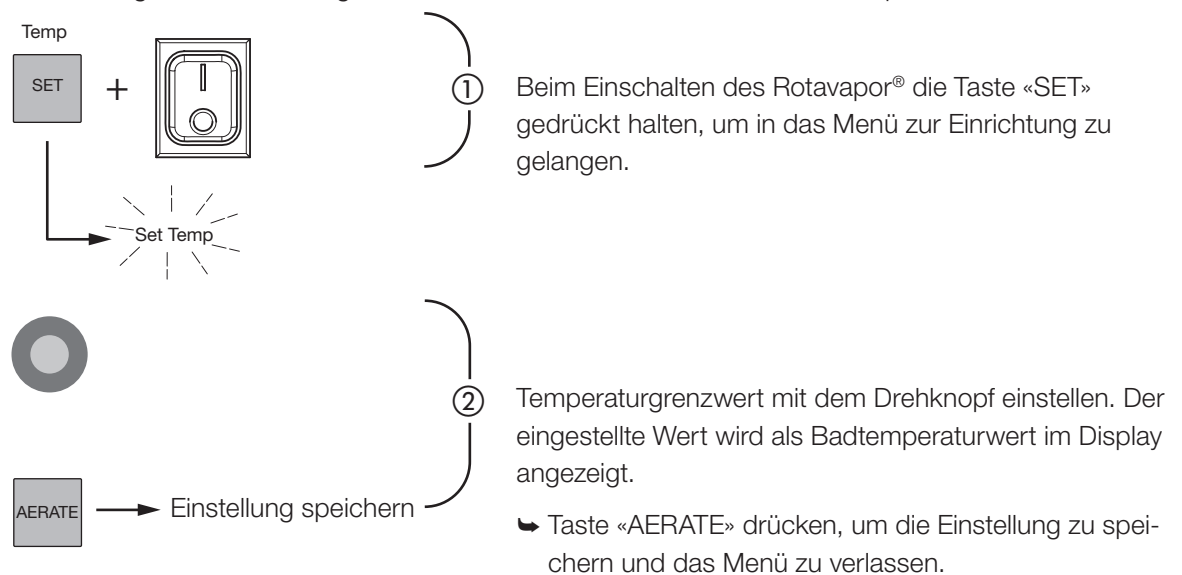 Temp
SET
+
①
Beim Einschalten des Rotavapor® die Taste «SET»
gedrückt halten, um in das Menü zur Einrichtung zu
gelangen.
Set Temp
②
Temperaturgrenzwert mit dem Drehknopf einstellen. Der
eingestellte Wert wird als Badtemperaturwert im Display
angezeigt.
AERATE
Einstellung speichern
➥ Taste «AERATE» drücken, um die Einstellung zu spei-
chern und das Menü zu verlassen.